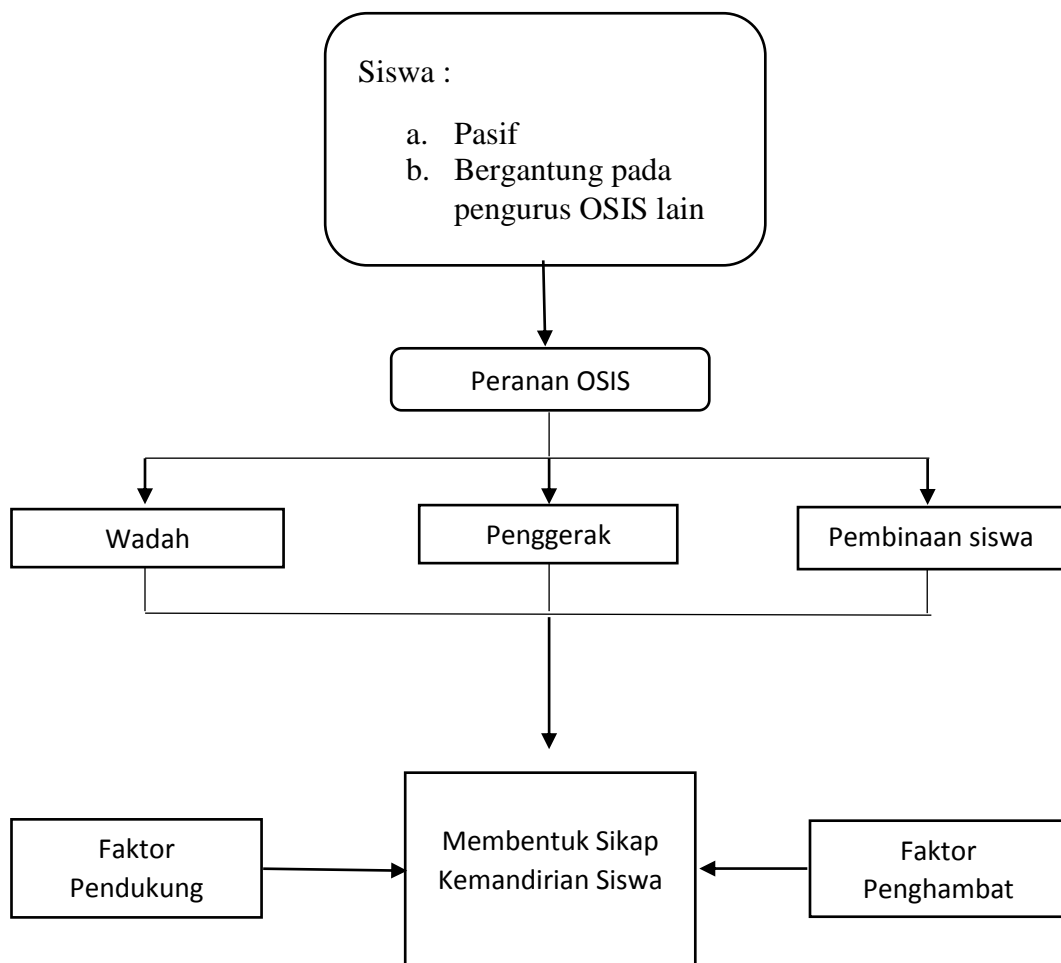 Siswa :
a. Pasif
b. Bergantung pada
pengurus OSIS lain
Peranan OSIS
Wadah
Penggerak
Pembinaan siswa
Faktor
Pendukung
Membentuk Sikap
Kemandirian Siswa
Faktor
Penghambat